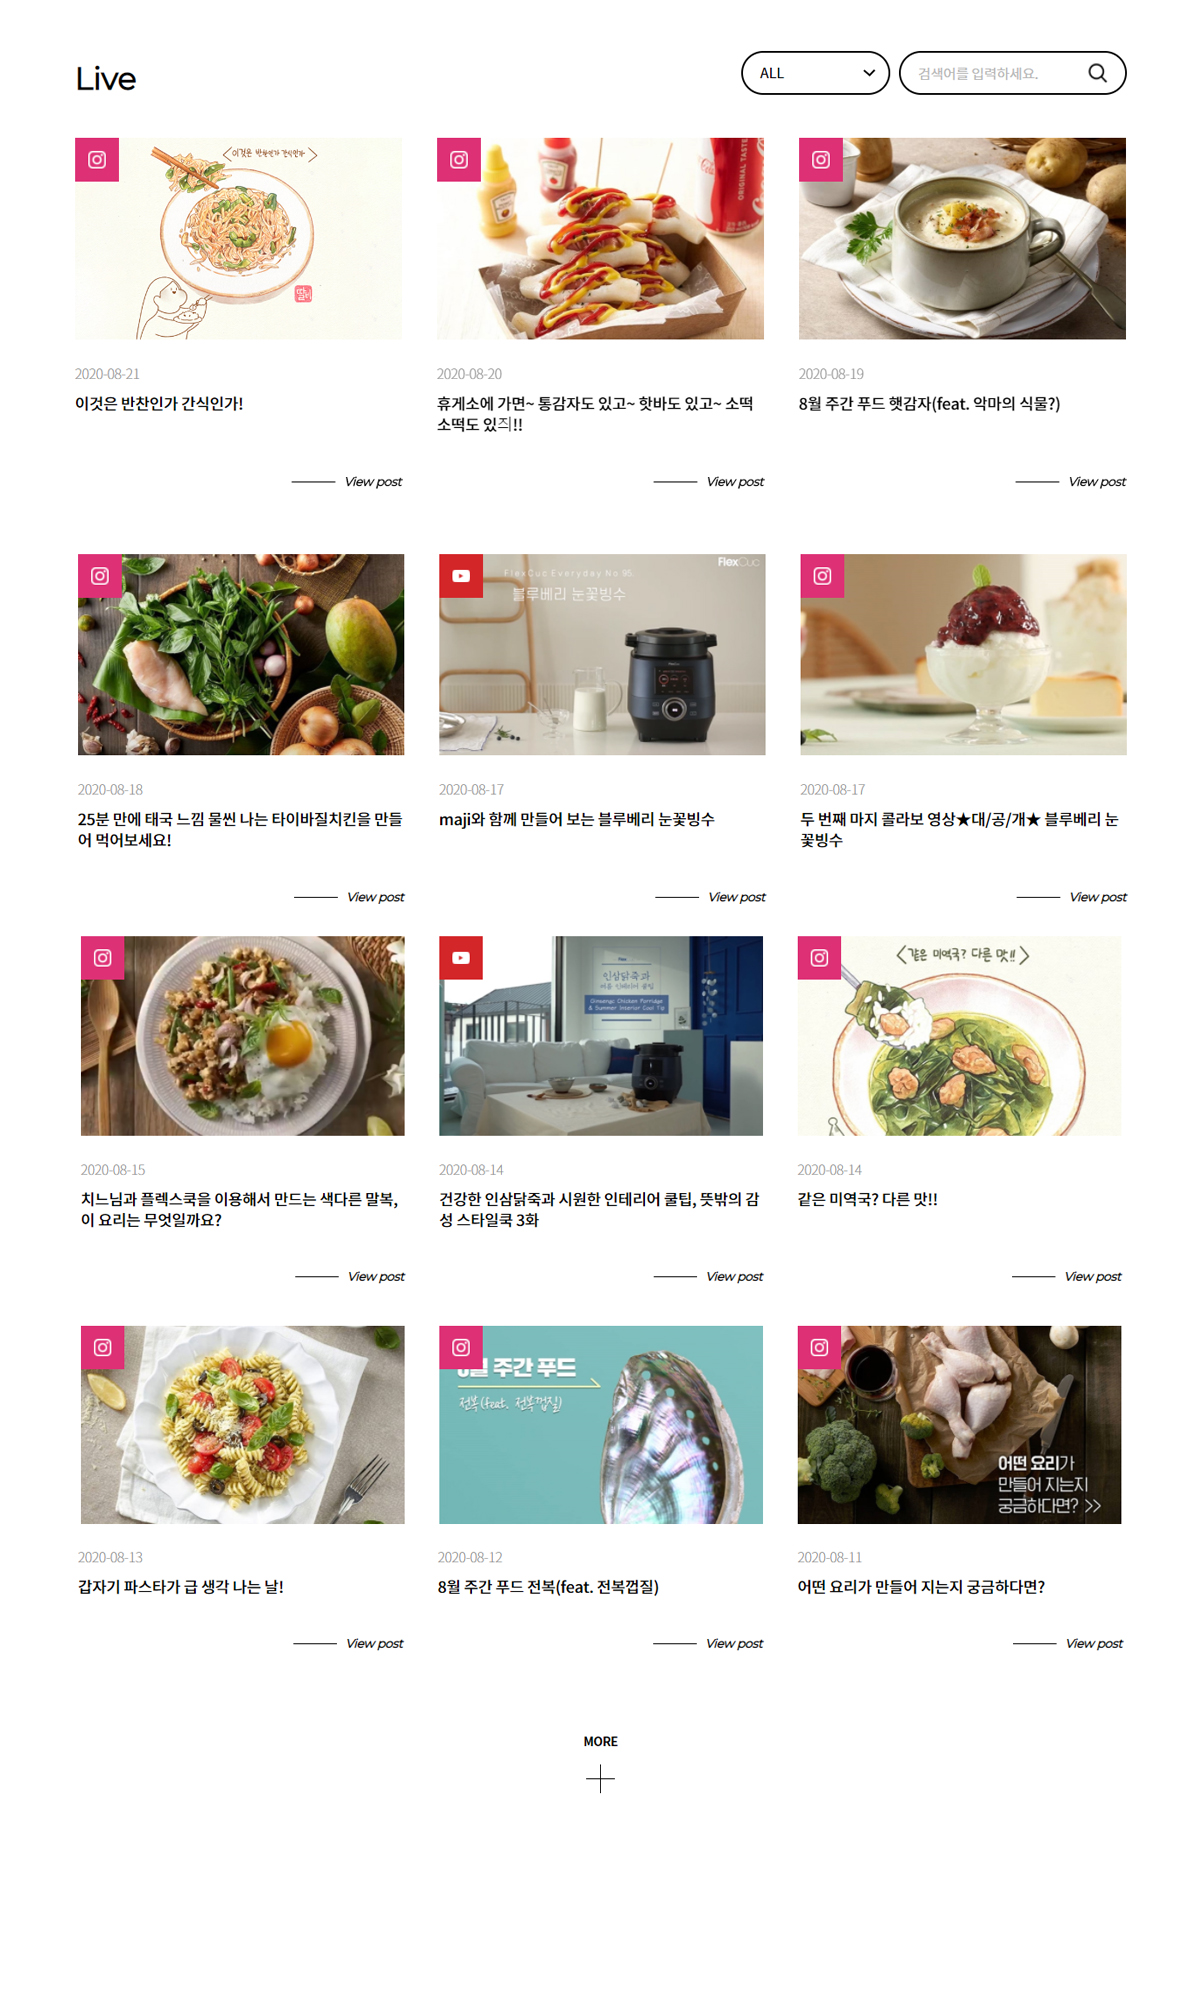 Live
ALL
검색어를 입력하세요.
<이것은 반찬인가 간식인가>
ORIGINAL TASTE
2020-08-21
이것은 반찬인가 간식인가!
View post
2020-08-20
휴게소에 가면~ 통감자도 있고~ 핫바도 있고~ 소떡
소떡도 있죄!!
View post
2020-08-19
8월 주간 푸드 햇감자(feat. 악마의 식물?)
View post
FlexCuc
FlexCuc Everyday No 95
블루베리 눈꽃빙수
2020-08-18
25분 만에 태국 느낌 물씬 나는 타이바질치킨을 만들
어 먹어보세요!
View post
2020-08-17
maji와 함께 만들어 보는 블루베리 눈꽃빙수
View post
2020-08-17
두 번째 마지 콜라보 영상★대/공/개★ 블루베리 눈
꽃빙수
View post
인삼닭죽과
여름 인테리어 쿨팁
Ginsengc Chicken Porridge
& Summer Interior Cool Tip
<같은 미역국? 다른 맛!!>
2020-08-15
치느님과 플렉스쿡을 이용해서 만드는 색다른 말복,
이 요리는 무엇일까요?
View post
2020-08-14
건강한 인삼닭죽과 시원한 인테리어 쿨팁, 뜻밖의 감
성 스타일쿡 3화
View post
2020-08-14
같은 미역국? 다른 맛!!
View post
8월 주간 푸드
전복(feat. 전복껍질)
어떤 요리가
만들어 지는지
궁금하다면? >>
2020-08-13
갑자기 파스타가 급 생각 나는 날!
View post
2020-08-12
8월 주간 푸드 전복(feat. 전복껍질)
View post
2020-08-11
어떤 요리가 만들어 지는지 궁금하다면?
View post
MORE